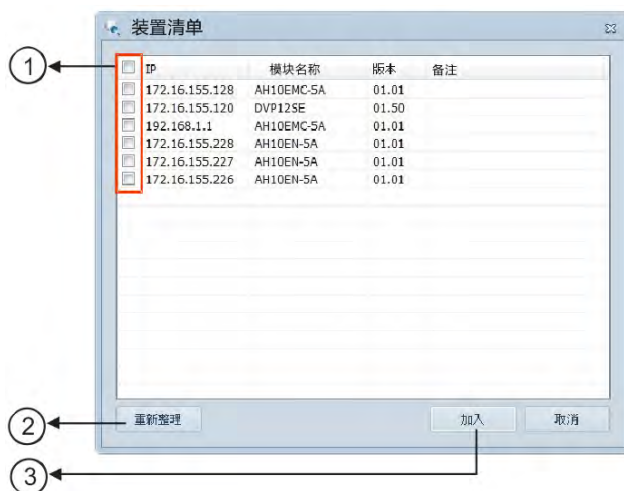 装置清单
① IP 模块名称 版本 备注
172.16.155.128 AH10EMC-5A 01.01
172.16.155.120 DVP12SE 01.50
192.168.1.1 AH10EMC-5A 01.01
172.16.155.228 AH10EN-5A 01.01
172.16.155.227 AH10EN-5A 01.01
172.16.155.226 AH10EN-5A 01.01
② 重新整理 加入 取消
③